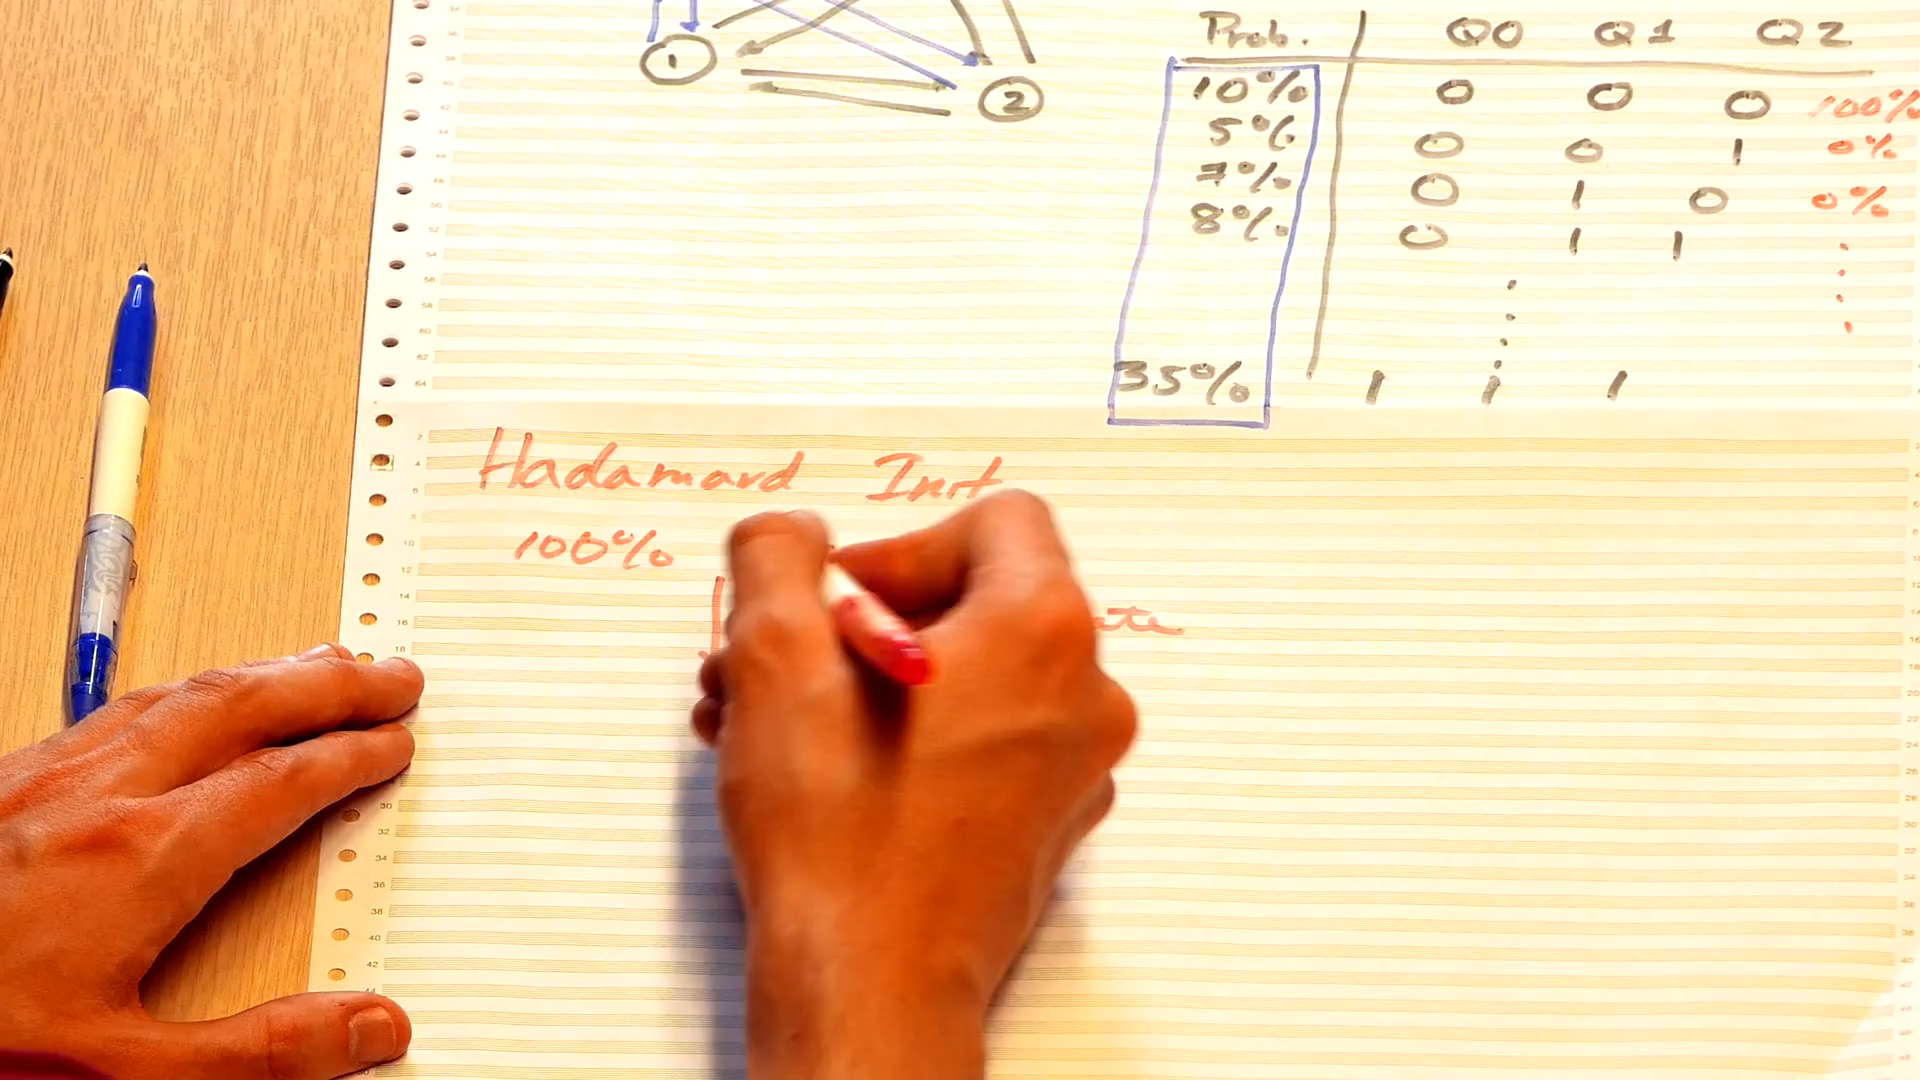 1
2
Prob. Q0 Q1 Q2
10% 0 0 0 100%
5% 0 0 1 0%
7% 0 1 0 0%
8% 0 1 1
35% 1 1 1
Hadamard Init
100%